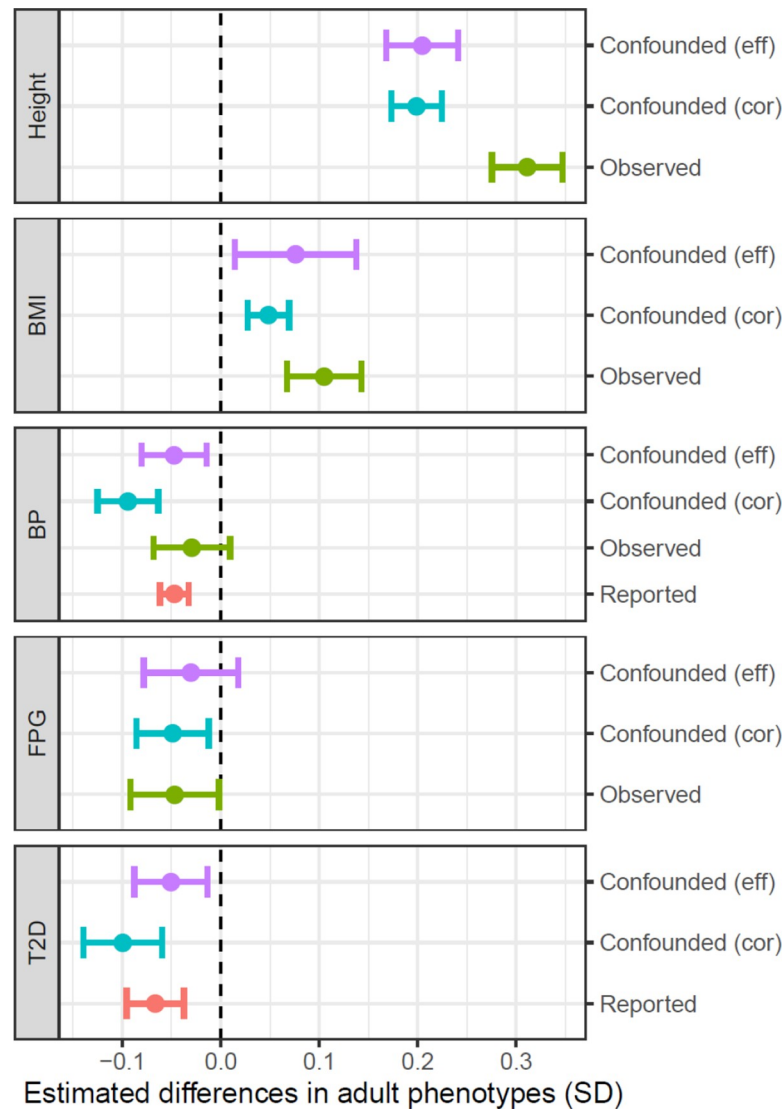 Height
Confounded (eff)
Confounded (cor)
Observed
BMI
Confounded (eff)
Confounded (cor)
Observed
BP
Confounded (eff)
Confounded (cor)
Observed
Reported
FPG
Confounded (eff)
Confounded (cor)
Observed
T2D
Confounded (eff)
Confounded (cor)
Reported
−0.1 0.0 0.1 0.2 0.3
Estimated differences in adult phenotypes (SD)